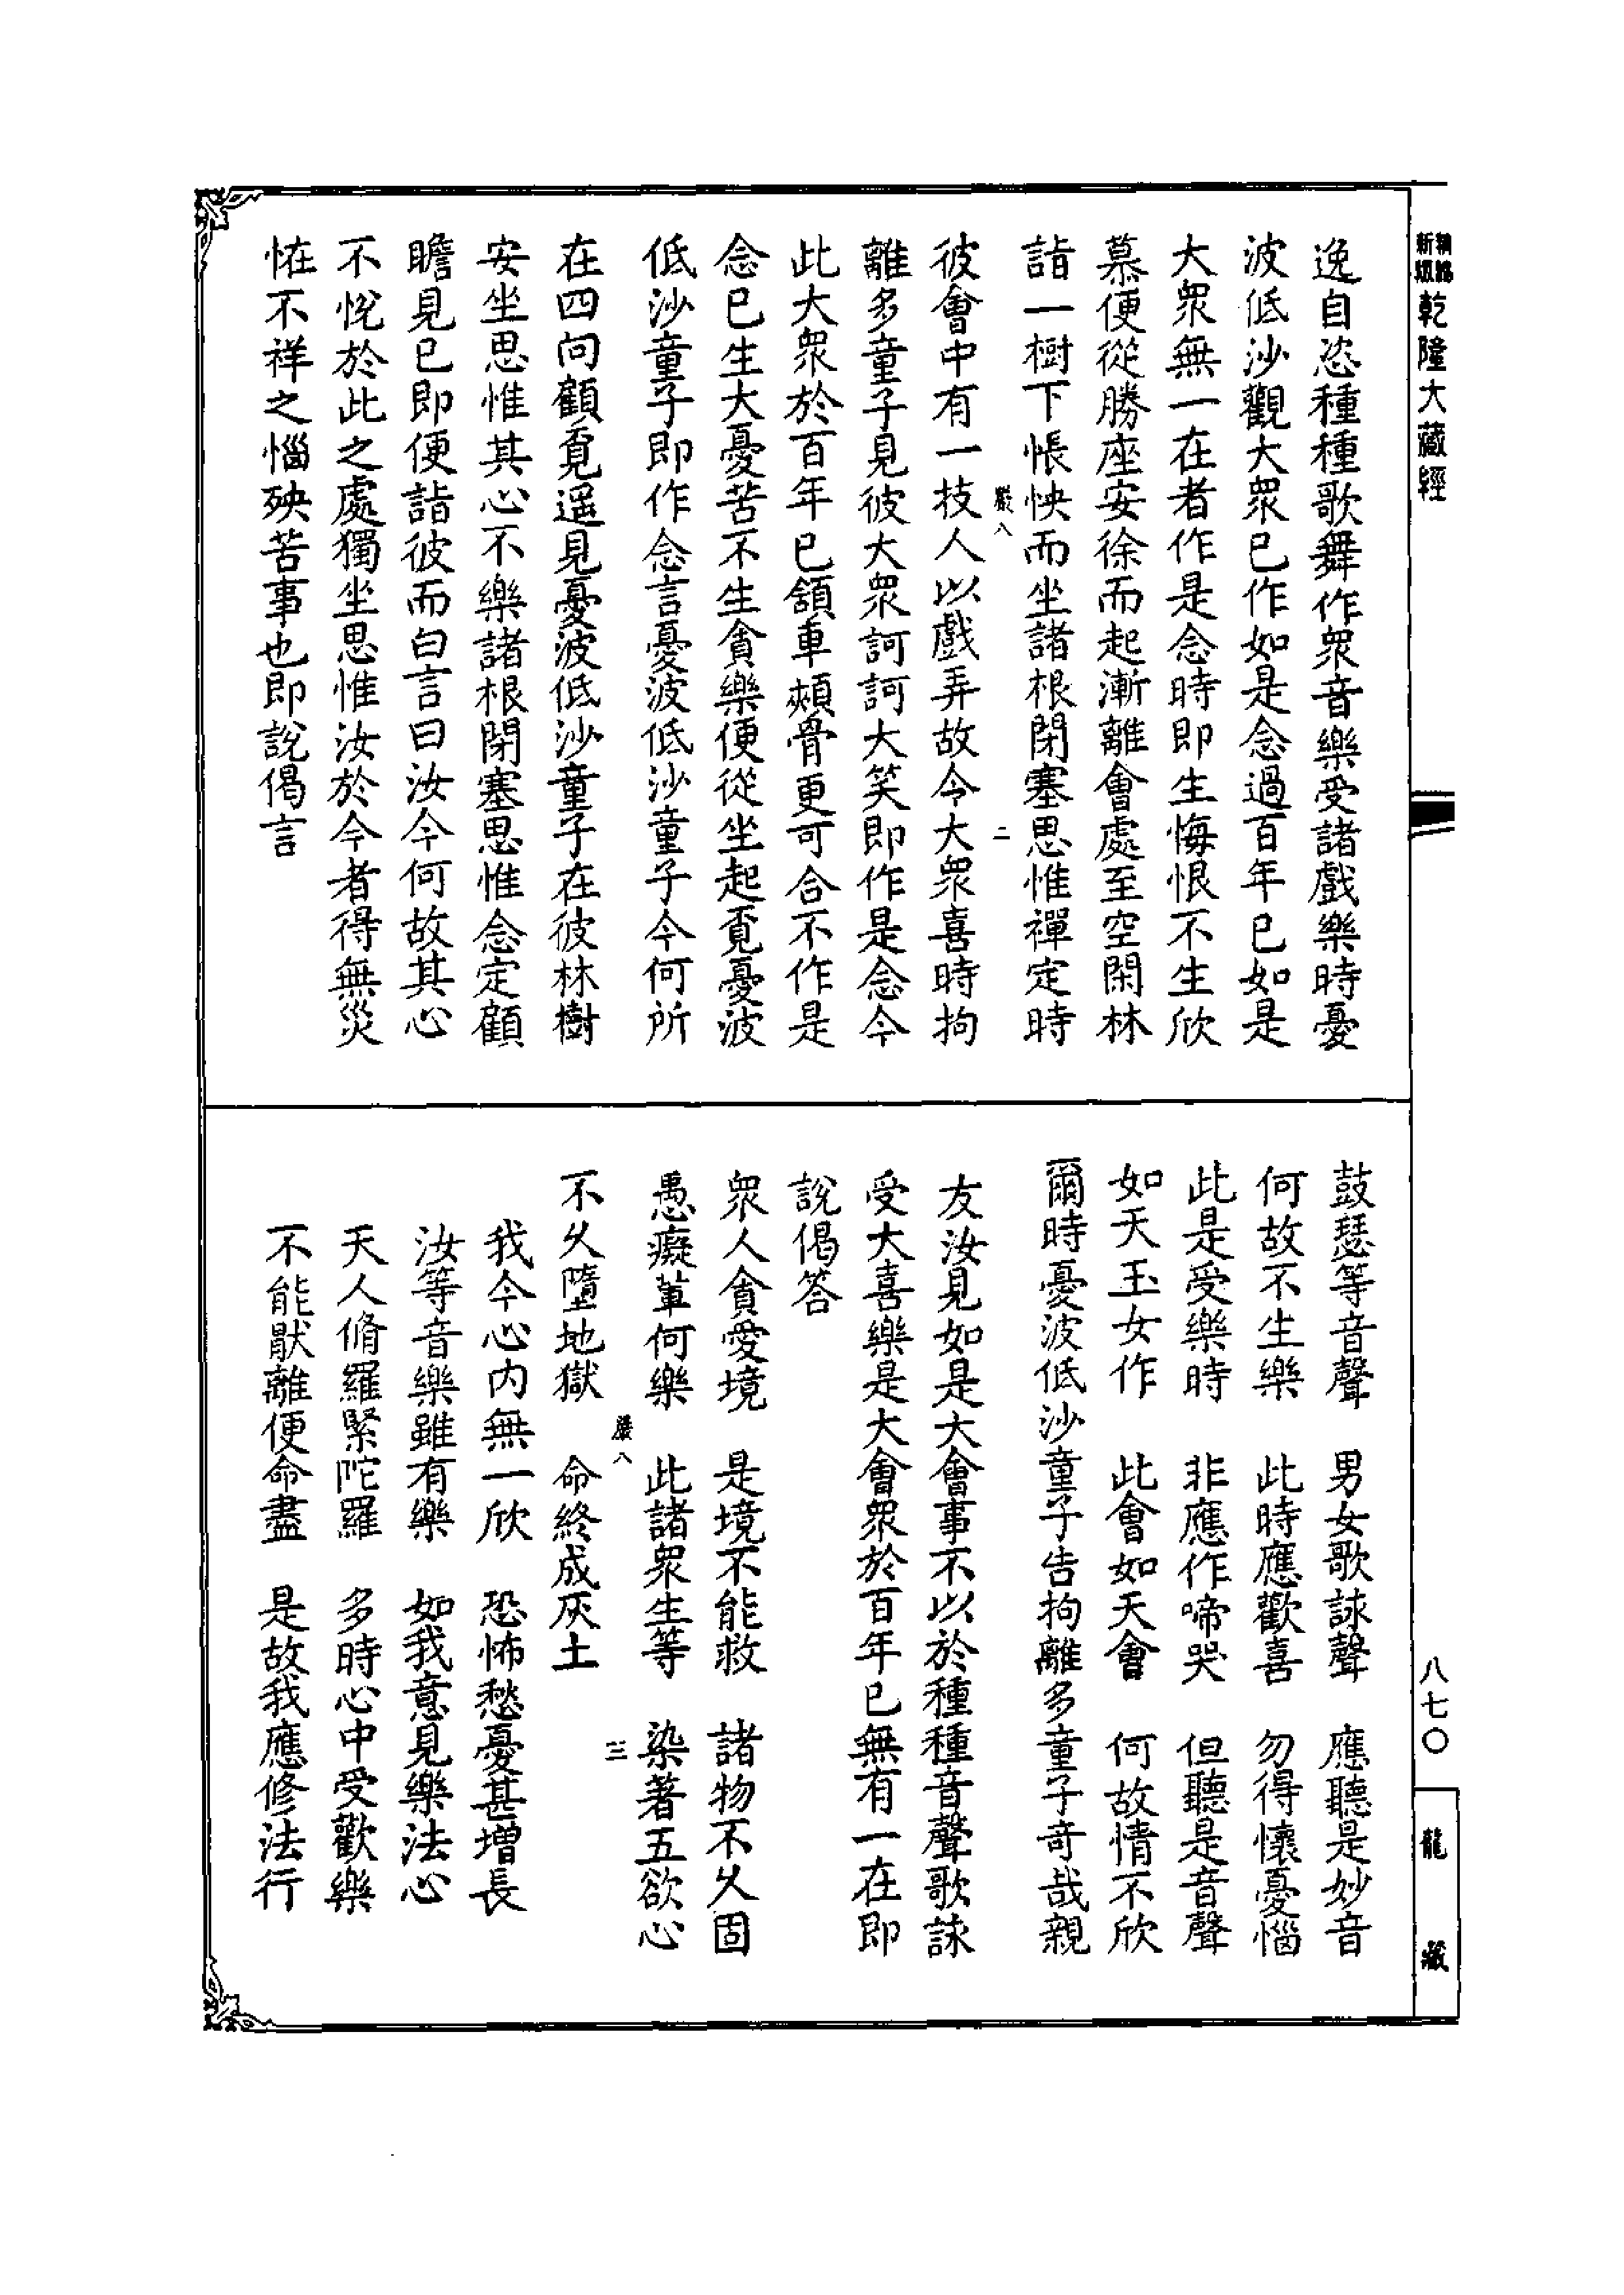 新編
縮版
乾隆大藏經
逸自恣種種歌舞作衆音樂受諸戲樂時憂
波低沙觀大衆已作如是念過百年已如是
大衆無一在者作是念時即生悔恨不生欣
慕便從勝座安徐而起漸離會處至空閑林
詣一樹下悵怏而坐諸根閉塞思惟禪定時
嚴八
二
彼會中有一技人以戲弄故令大衆喜時拘
離多童子見彼大衆訶訶大笑即作是念今
此大衆於百年已頷車頰骨更可合不作是
念已生大憂苦不生貪樂便從坐起覓憂波
低沙童子即作念言憂波低沙童子今何所
在四向顧覓遥見憂波低沙童子在彼林樹
安坐思惟其心不樂諸根閉塞思惟念定顧
瞻見已即便詣彼而白言曰汝今何故其心
不悅於此之處獨坐思惟汝於今者得無災
恠不祥之惱殃苦事也即說偈言
鼓瑟等音聲　男女歌詠聲　應聽是妙音
何故不生樂　此時應歡喜　勿得懷憂惱
此是受樂時　非應作啼哭　但聽是音聲
如天玉女作　此會如天會　何故情不欣
爾時憂波低沙童子告拘離多童子奇哉親
友汝見如是大會事不以於種種音聲歌詠
受大喜樂是大會衆於百年已無有一在即
說偈答
衆人貪愛境　是境不能救　諸物不久固
愚癡軰何樂　此諸衆生等　染著五欲心
嚴八
三
不久墮地獄　命終成灰土
我今心内無一欣　恐怖愁憂甚增長
汝等音樂雖有樂　如我意見樂法心
天人脩羅緊陀羅　多時心中受歡樂
不能猒離便命盡　是故我應修法行
八七〇
龍藏